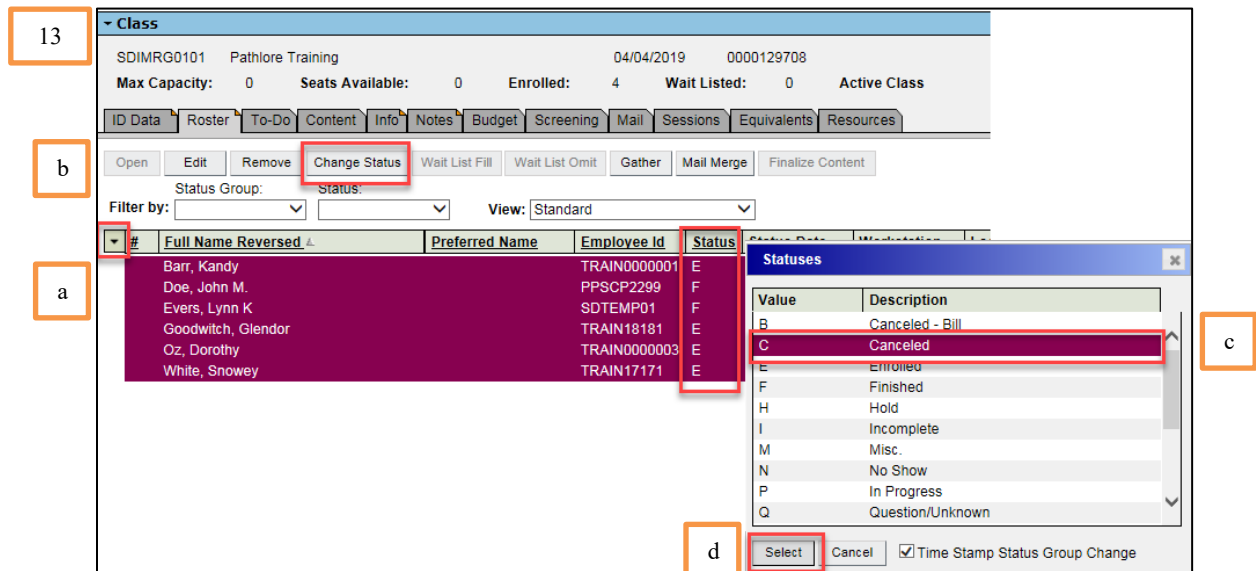 13
Class
SDIMRG0101 Pathlore Training 04/04/2019 0000129708
Max Capacity: 0 Seats Available: 0 Enrolled: 4 Wait Listed: 0 Active Class
ID Data Roster To-Do Content Info Notes Budget Screening Mail Sessions Equivalents Resources
b
Open Edit Remove Change Status Wait List Fill Wait List Omit Gather Mail Merge Finalize Content
Status Group: Status:
Filter by: View: Standard
# Full Name Reversed Preferred Name Employee Id Status Status Date Workstation
a
Barr, Kandy TRAIN0000001 E
Doe, John M. PPSCP2299 F
Evers, Lynn K SDTEMP01 F
Goodwitch, Glendor TRAIN18181 E
Oz, Dorothy TRAIN0000003 E
White, Snowey TRAIN17171 E
Statuses
Value Description
B Canceled - Bill
C Canceled
c
E Enrolled
F Finished
H Hold
I Incomplete
M Misc.
N No Show
P In Progress
Q Question/Unknown
d
Select Cancel Time Stamp Status Group Change